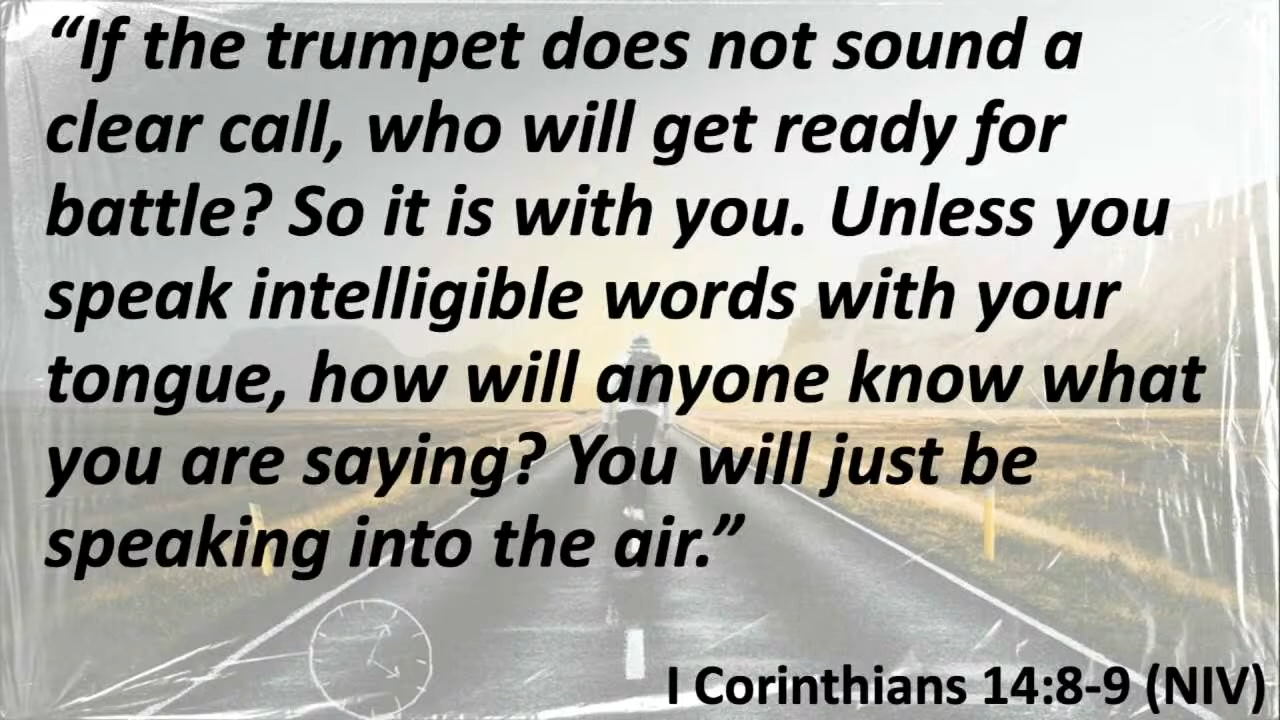 “If the trumpet does not sound a
clear call, who will get ready for
battle? So it is with you. Unless you
speak intelligible words with your
tongue, how will anyone know what
you are saying? You will just be
speaking into the air.”
I Corinthians 14:8-9 (NIV)